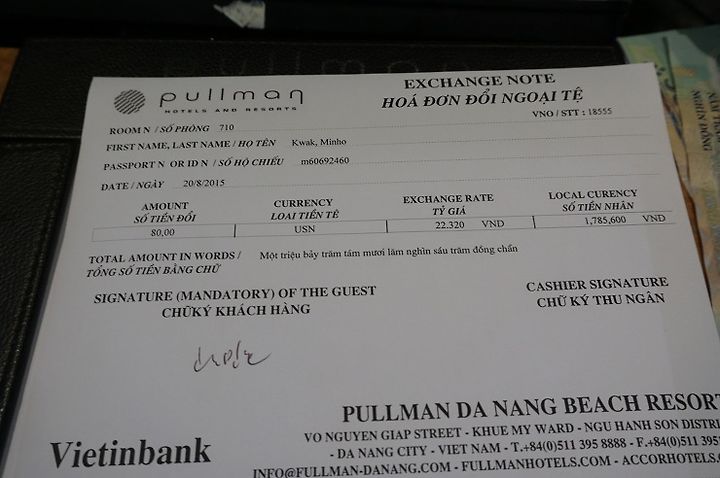 pullman
HOTELS AND RESORTS
EXCHANGE NOTE
HOÁ ĐƠN ĐỔI NGOẠI TỆ
VNO / STT : 18555
ROOM N / SỐ PHÒNG 710
FIRST NAME, LAST NAME / HỌ TÊN Kwak, Minho
PASSPORT N OR ID N / SỐ HỘ CHIẾU m60692460
DATE / NGÀY 20/8/2015
AMOUNT CURRENCY EXCHANGE RATE LOCAL CURENCY
SỐ TIỀN ĐỔI LOẠI TIỀN TỆ TỶ GIÁ SỐ TIỀN NHÂN
80,00 USN 22.320 VND 1,785,600 VND
TOTAL AMOUNT IN WORDS / Một triệu bảy trăm tám mươi lăm nghìn sáu trăm đồng chẵn
TỔNG SỐ TIỀN BẰNG CHỮ
SIGNATURE (MANDATORY) OF THE GUEST CASHIER SIGNATURE
CHỮKÝ KHÁCH HÀNG CHỮ KÝ THU NGÂN
PULLMAN DA NANG BEACH RESORT
VO NGUYEN GIAP STREET - KHUE MY WARD - NGU HANH SON DISTRI
Vietinbank - DA NANG CITY - VIET NAM - T.+84(0)511 395 8888 - F.+84(0)511 395
INFO@FULLMAN-DANANG.COM - FULLMANHOTELS.COM - ACCORHOTELS.C